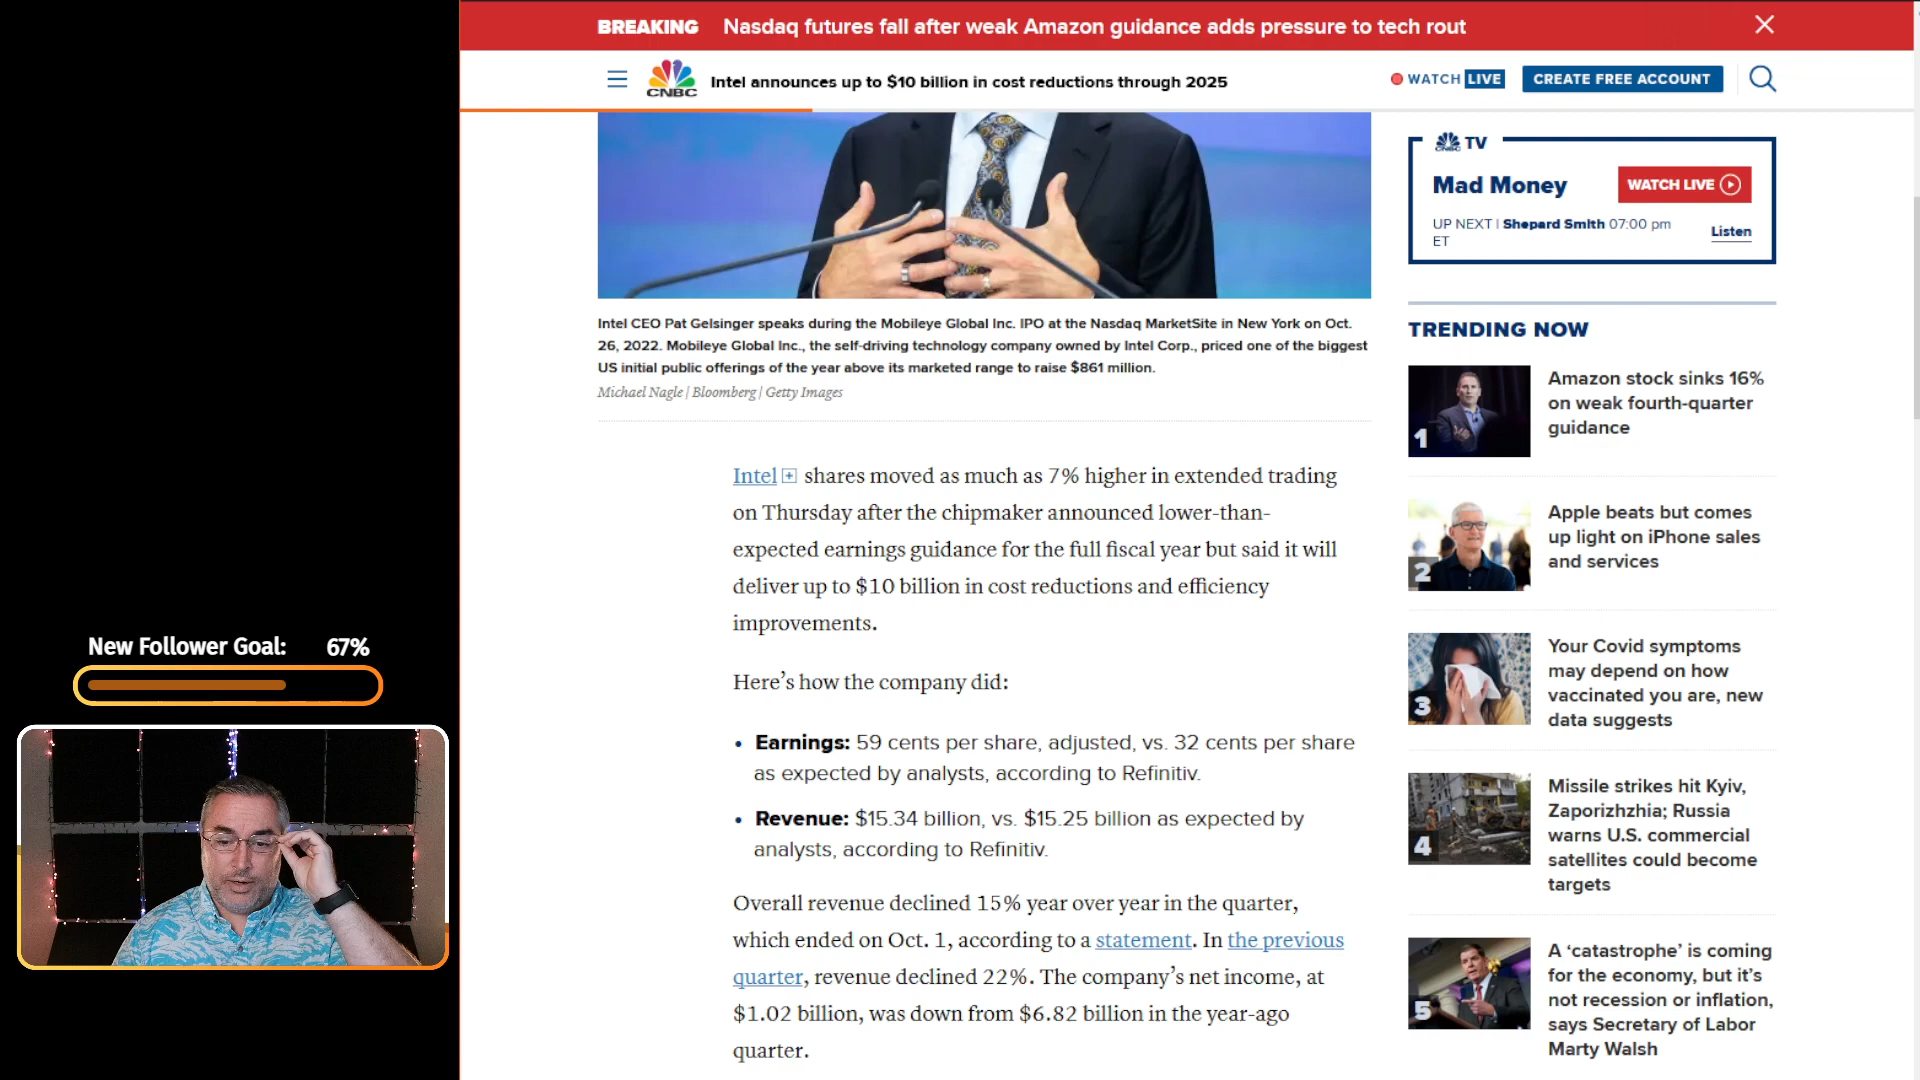 BREAKING Nasdaq futures fall after weak Amazon guidance adds pressure to tech rout
CNBC
Intel announces up to $10 billion in cost reductions through 2025
WATCH LIVE
CREATE FREE ACCOUNT
Intel CEO Pat Gelsinger speaks during the Mobileye Global Inc. IPO at the Nasdaq MarketSite in New York on Oct.
26, 2022. Mobileye Global Inc., the self-driving technology company owned by Intel Corp., priced one of the biggest
US initial public offerings of the year above its marketed range to raise $861 million.
Michael Nagle | Bloomberg | Getty Images
Intel + shares moved as much as 7% higher in extended trading
on Thursday after the chipmaker announced lower-than-
expected earnings guidance for the full fiscal year but said it will
deliver up to $10 billion in cost reductions and efficiency
improvements.
Here’s how the company did:
• Earnings: 59 cents per share, adjusted, vs. 32 cents per share
as expected by analysts, according to Refinitiv.
• Revenue: $15.34 billion, vs. $15.25 billion as expected by
analysts, according to Refinitiv.
Overall revenue declined 15% year over year in the quarter,
which ended on Oct. 1, according to a statement. In the previous
quarter, revenue declined 22%. The company’s net income, at
$1.02 billion, was down from $6.82 billion in the year-ago
quarter.
CNBC TV
Mad Money
WATCH LIVE
UP NEXT | Shepard Smith 07:00 pm
ET
Listen
TRENDING NOW
1
Amazon stock sinks 16%
on weak fourth-quarter
guidance
2
Apple beats but comes
up light on iPhone sales
and services
3
Your Covid symptoms
may depend on how
vaccinated you are, new
data suggests
4
Missile strikes hit Kyiv,
Zaporizhzhia; Russia
warns U.S. commercial
satellites could become
targets
5
A ‘catastrophe’ is coming
for the economy, but it’s
not recession or inflation,
says Secretary of Labor
Marty Walsh
New Follower Goal: 67%